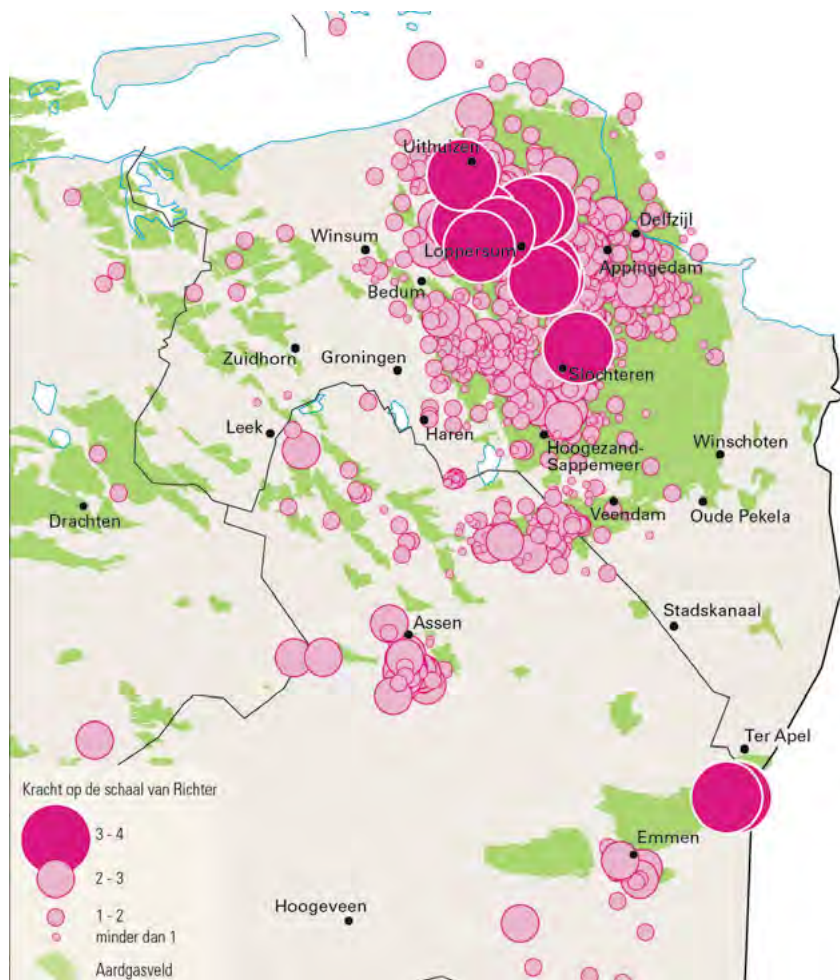 Uithuizen
Delfzijl
Winsum
Loppersum
Appingedam
Bedum
Zuidhorn
Groningen
Slochteren
Leek
Haren
Hoogezand-
Sappemeer
Winschoten
Drachten
Veendam
Oude Pekela
Assen
Stadskanaal
Ter Apel
Emmen
Hoogeveen
Kracht op de schaal van Richter
3 - 4
2 - 3
1 - 2
minder dan 1
Aardgasveld